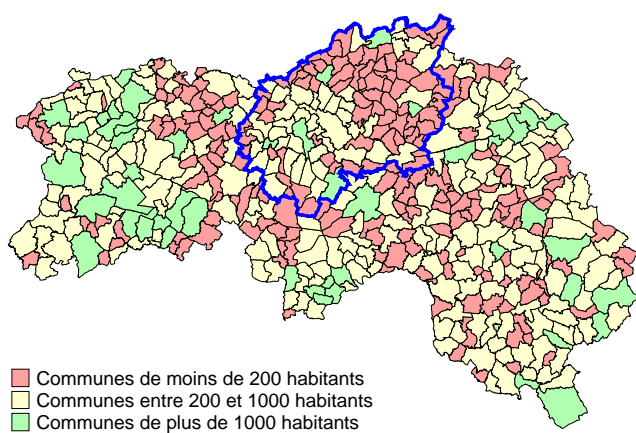 Communes de moins de 200 habitants
Communes entre 200 et 1000 habitants
Communes de plus de 1000 habitants